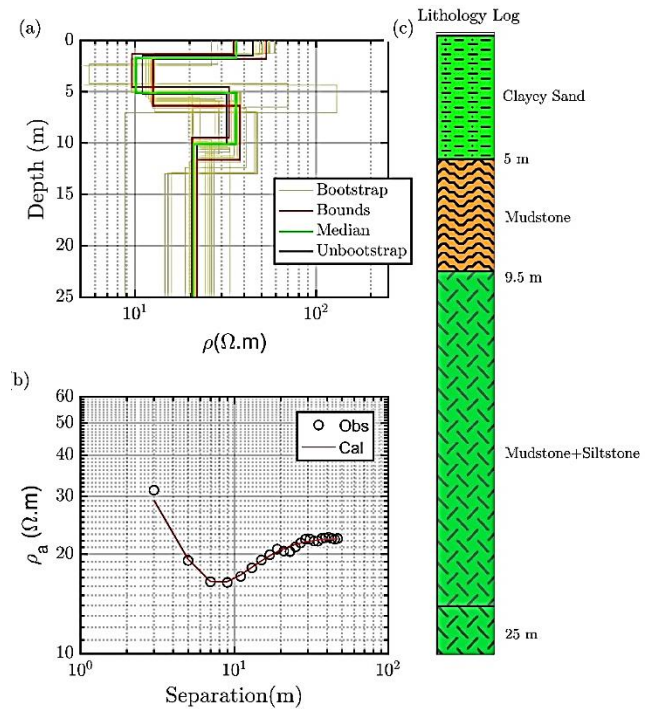 (a)
0
5
10
15
20
25
Depth (m)
Bootstrap
Bounds
Median
Unbootstrap
10¹
10²
ρ(Ω.m)
b)
60
50
40
30
20
10
ρₐ (Ω.m)
Obs
Cal
10⁰
10¹
10²
Separation(m)
(c)
Lithology Log
Clayey Sand
5 m
Mudstone
9.5 m
Mudstone+Siltstone
25 m